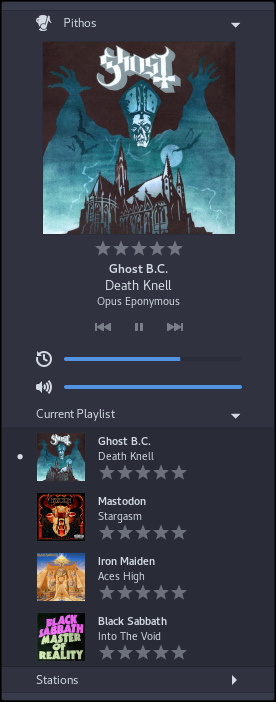 Pithos
Ghost
Ghost B.C.
Death Knell
Opus Eponymous
Current Playlist
Ghost
Ghost B.C.
Death Knell
Mastodon
Stargasm
Iron Maiden
Aces High
BLACK
SABBATH
MASTER
OF
REALITY
Black Sabbath
Into The Void
Stations